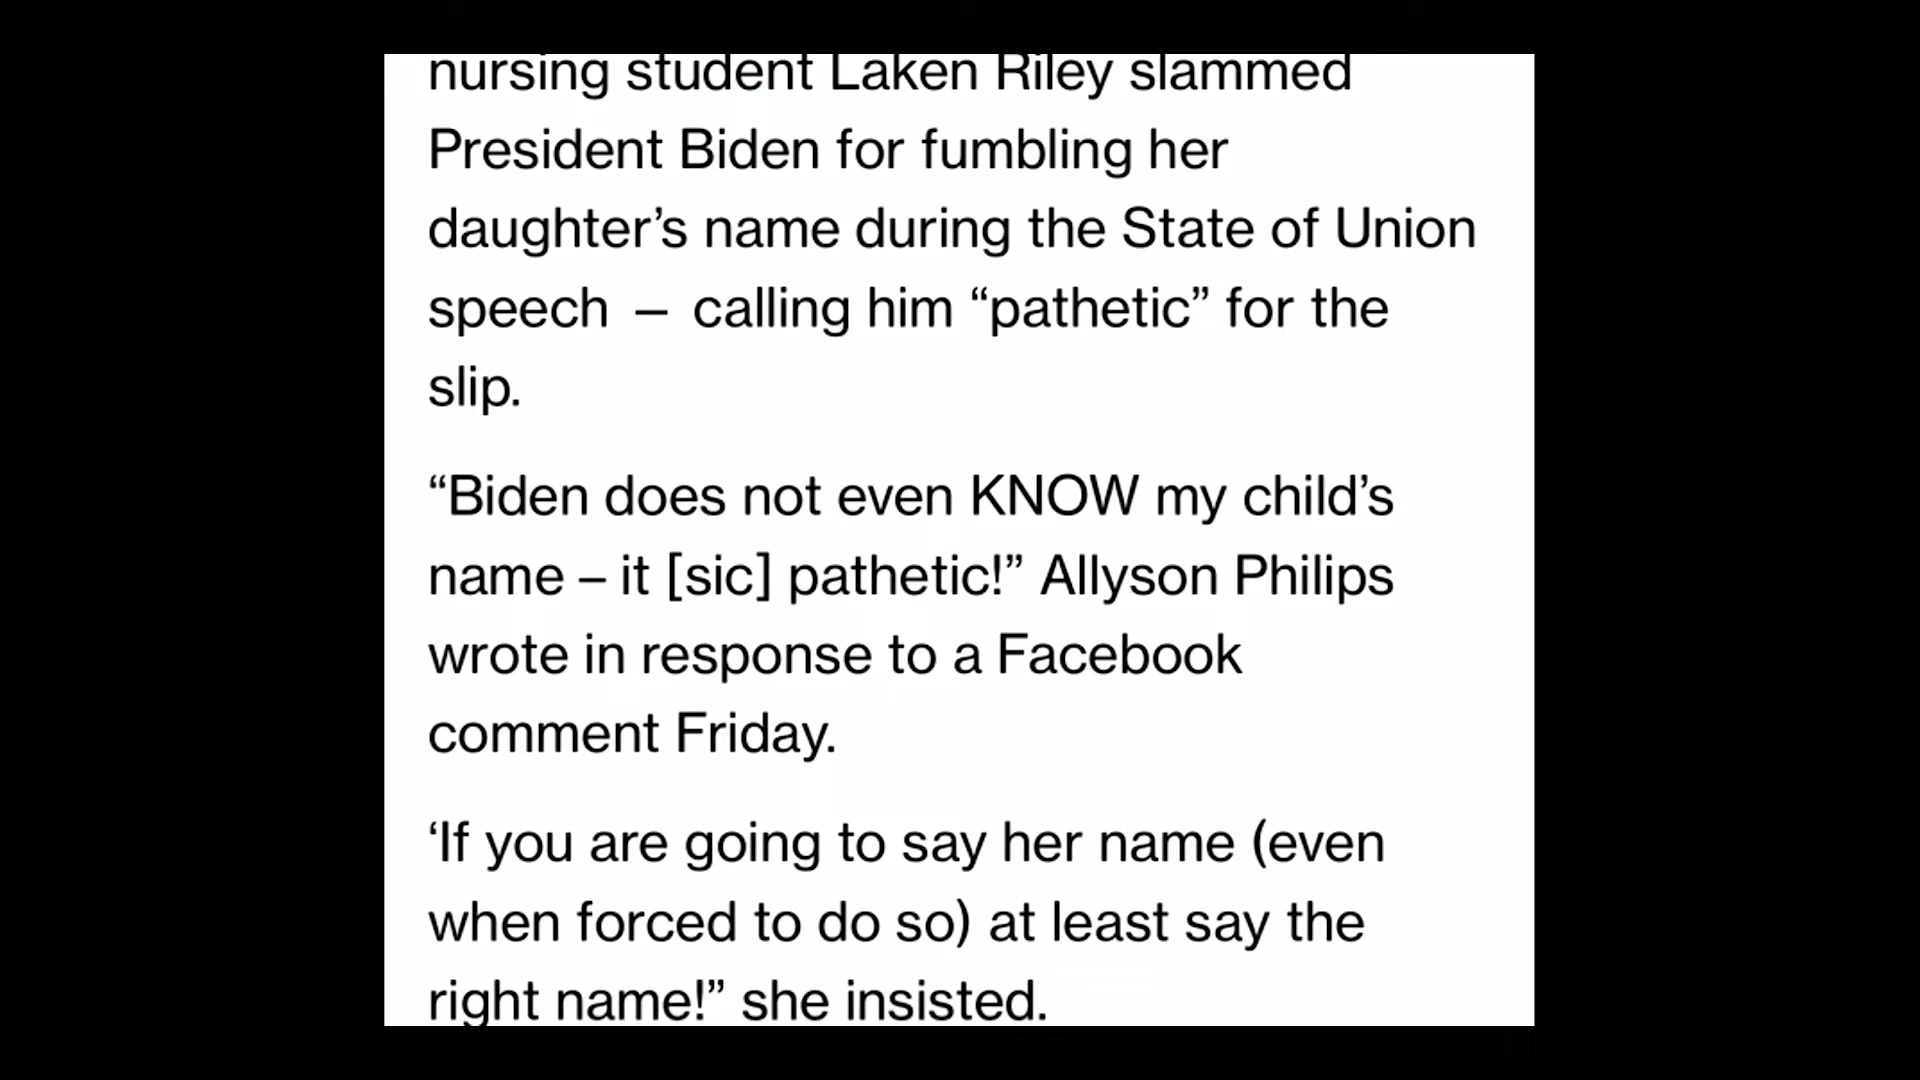 nursing student Laken Riley slammed
President Biden for fumbling her
daughter’s name during the State of Union
speech – calling him “pathetic” for the
slip.
“Biden does not even KNOW my child’s
name – it [sic] pathetic!” Allyson Philips
wrote in response to a Facebook
comment Friday.
‘If you are going to say her name (even
when forced to do so) at least say the
right name!” she insisted.